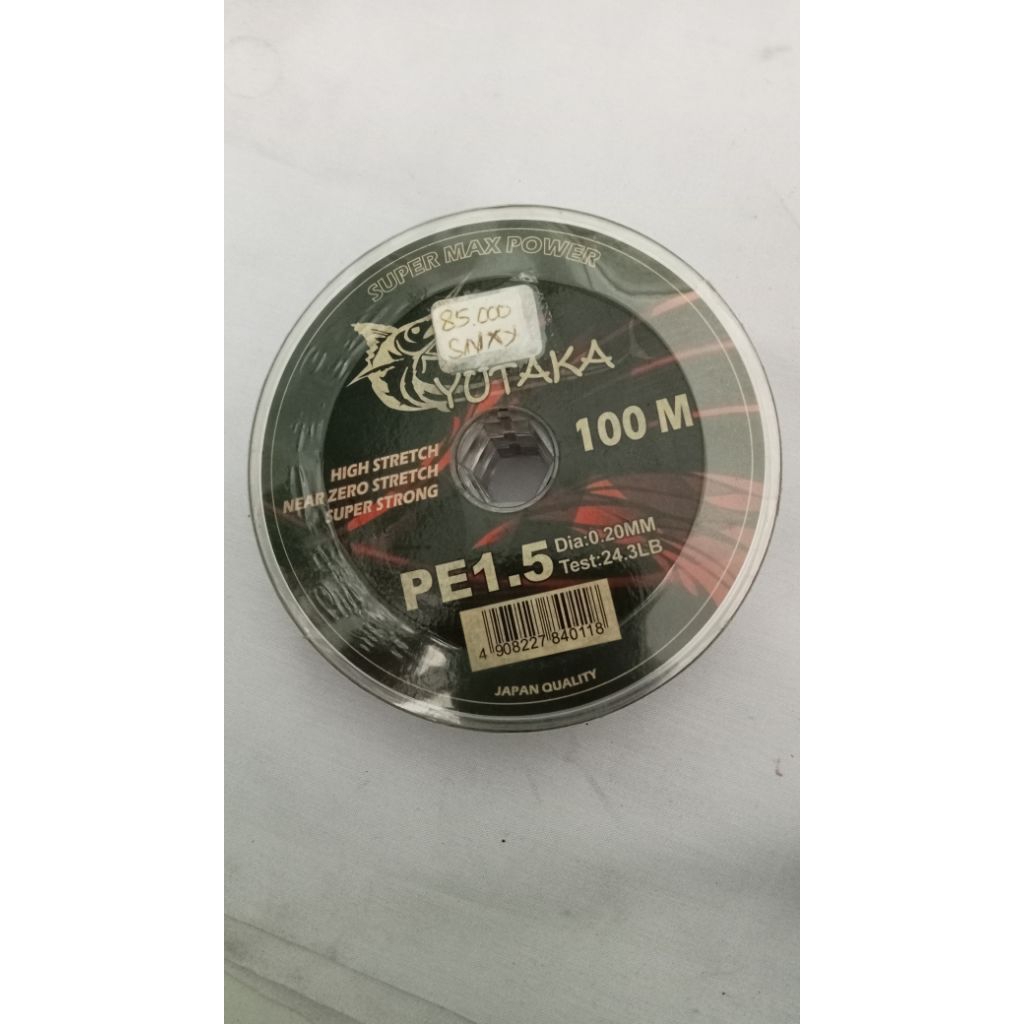 SUPER MAX POWER
85.000
SNXY
YUTAKA
100 M
HIGH STRETCH
NEAR ZERO STRETCH
SUPER STRONG
PE1.5
Dia:0.20MM
Test:24.3LB
4 908227 840118
JAPAN QUALITY